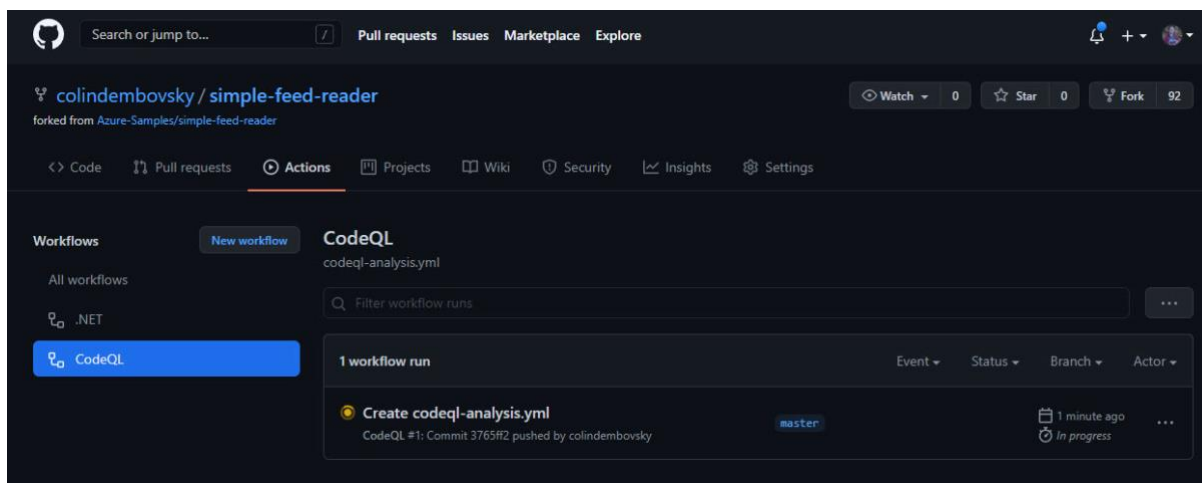 Search or jump to... / Pull requests Issues Marketplace Explore
colindembovsky / simple-feed-reader Watch 0 Star 0 Fork 92
forked from Azure-Samples/simple-feed-reader
<> Code Pull requests Actions Projects Wiki Security Insights Settings
Workflows New workflow
All workflows
.NET
CodeQL
CodeQL
codeql-analysis.yml
Filter workflow runs
1 workflow run Event Status Branch Actor
Create codeql-analysis.yml master 1 minute ago
CodeQL #1: Commit 3765ff2 pushed by colindembovsky In progress